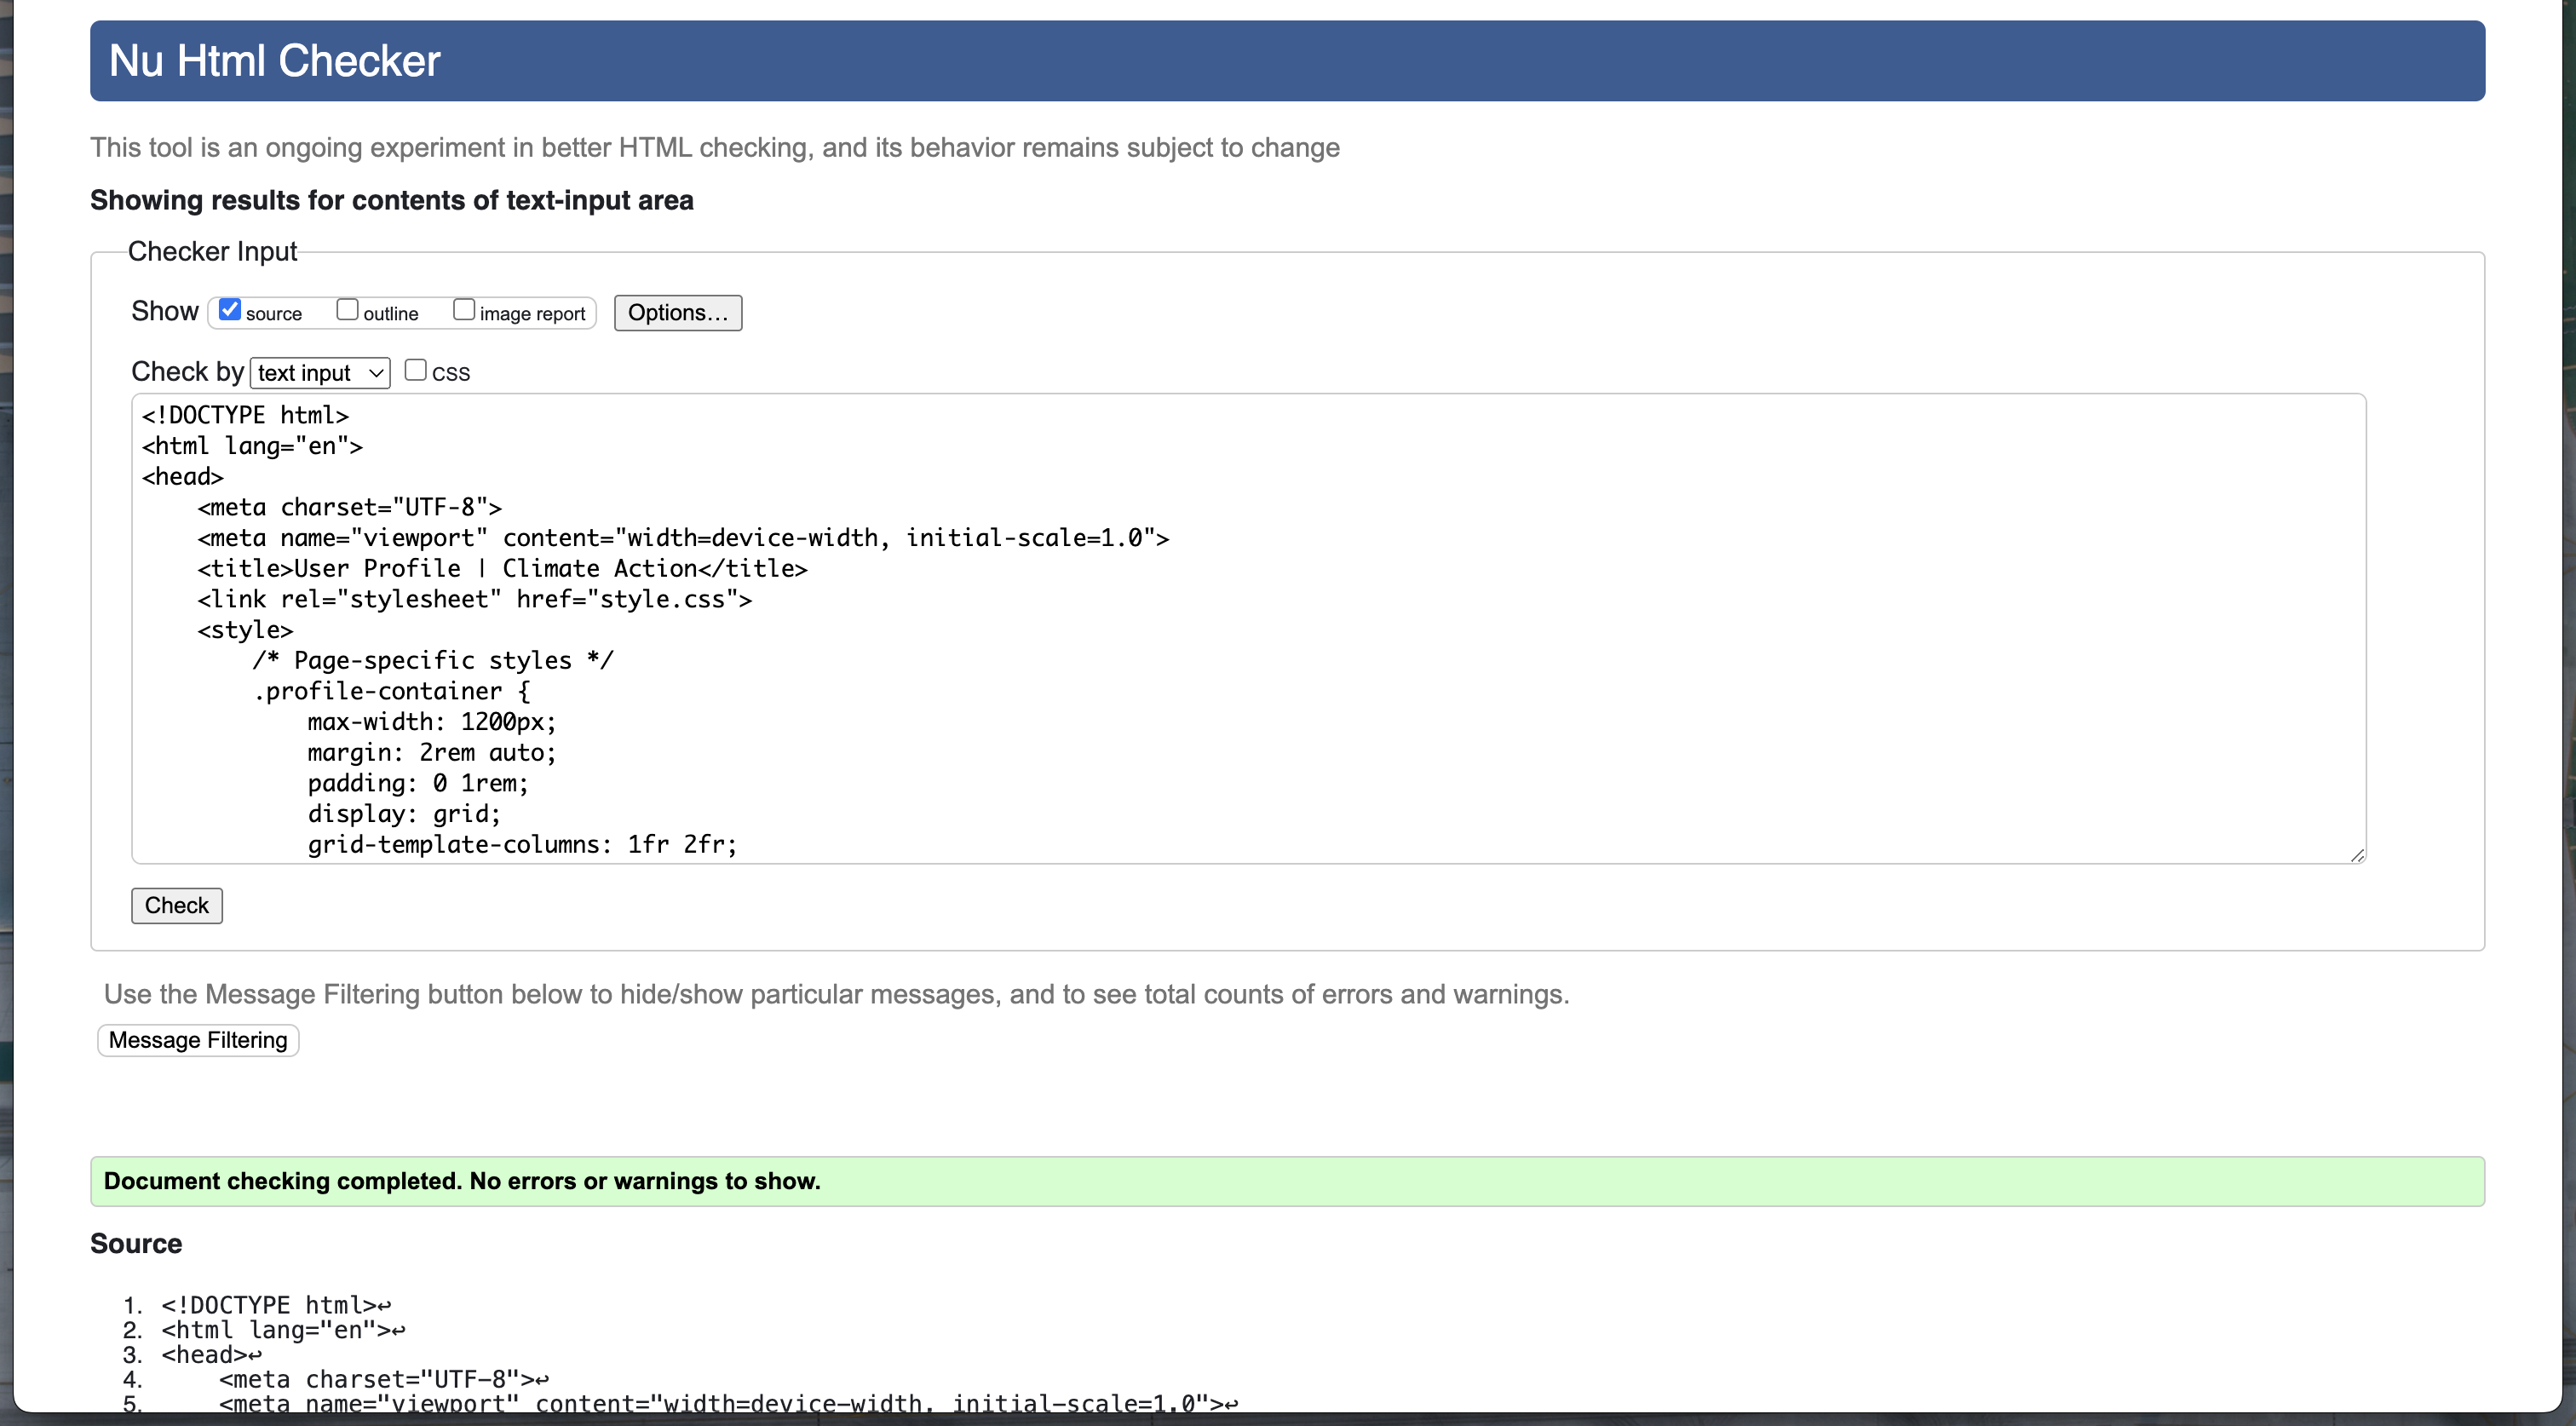 Nu Html Checker
This tool is an ongoing experiment in better HTML checking, and its behavior remains subject to change
Showing results for contents of text-input area
Checker Input
Show source outline image report Options...
Check by text input CSS
<!DOCTYPE html>
<html lang="en">
<head>
    <meta charset="UTF-8">
    <meta name="viewport" content="width=device-width, initial-scale=1.0">
    <title>User Profile | Climate Action</title>
    <link rel="stylesheet" href="style.css">
    <style>
        /* Page-specific styles */
        .profile-container {
            max-width: 1200px;
            margin: 2rem auto;
            padding: 0 1rem;
            display: grid;
            grid-template-columns: 1fr 2fr;
Check
Use the Message Filtering button below to hide/show particular messages, and to see total counts of errors and warnings.
Message Filtering
Document checking completed. No errors or warnings to show.
Source
1. <!DOCTYPE html>↩
2. <html lang="en">↩
3. <head>↩
4.     <meta charset="UTF-8">↩
5.     <meta name="viewport" content="width=device-width, initial-scale=1.0">↩